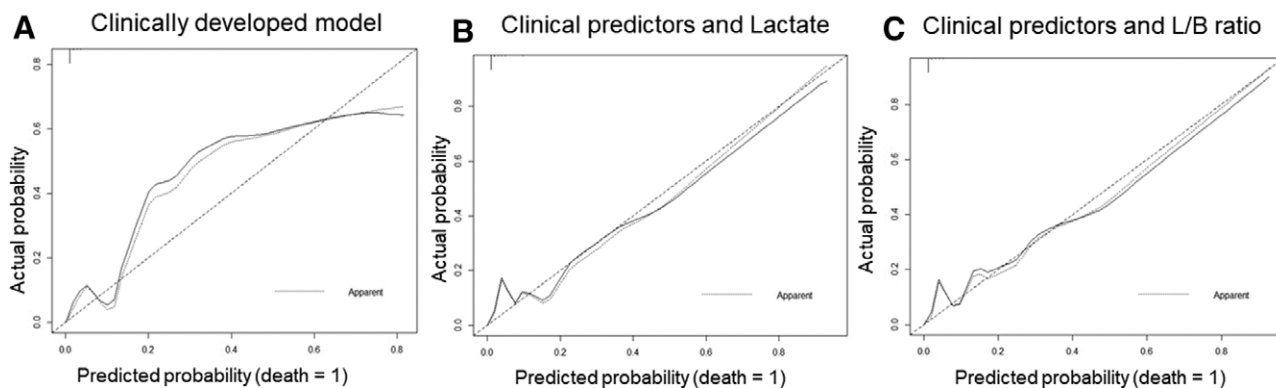 A Clinically developed model
Actual probability
0.8
0.6
0.4
0.2
0.0
Apparent
0.0 0.2 0.4 0.6 0.8
Predicted probability (death = 1)
B Clinical predictors and Lactate
Actual probability
0.8
0.6
0.4
0.2
0.0
Apparent
0.0 0.2 0.4 0.6 0.8
Predicted probability (death = 1)
C Clinical predictors and L/B ratio
Actual probability
0.8
0.6
0.4
0.2
0.0
Apparent
0.0 0.2 0.4 0.6 0.8
Predicted probability (death = 1)